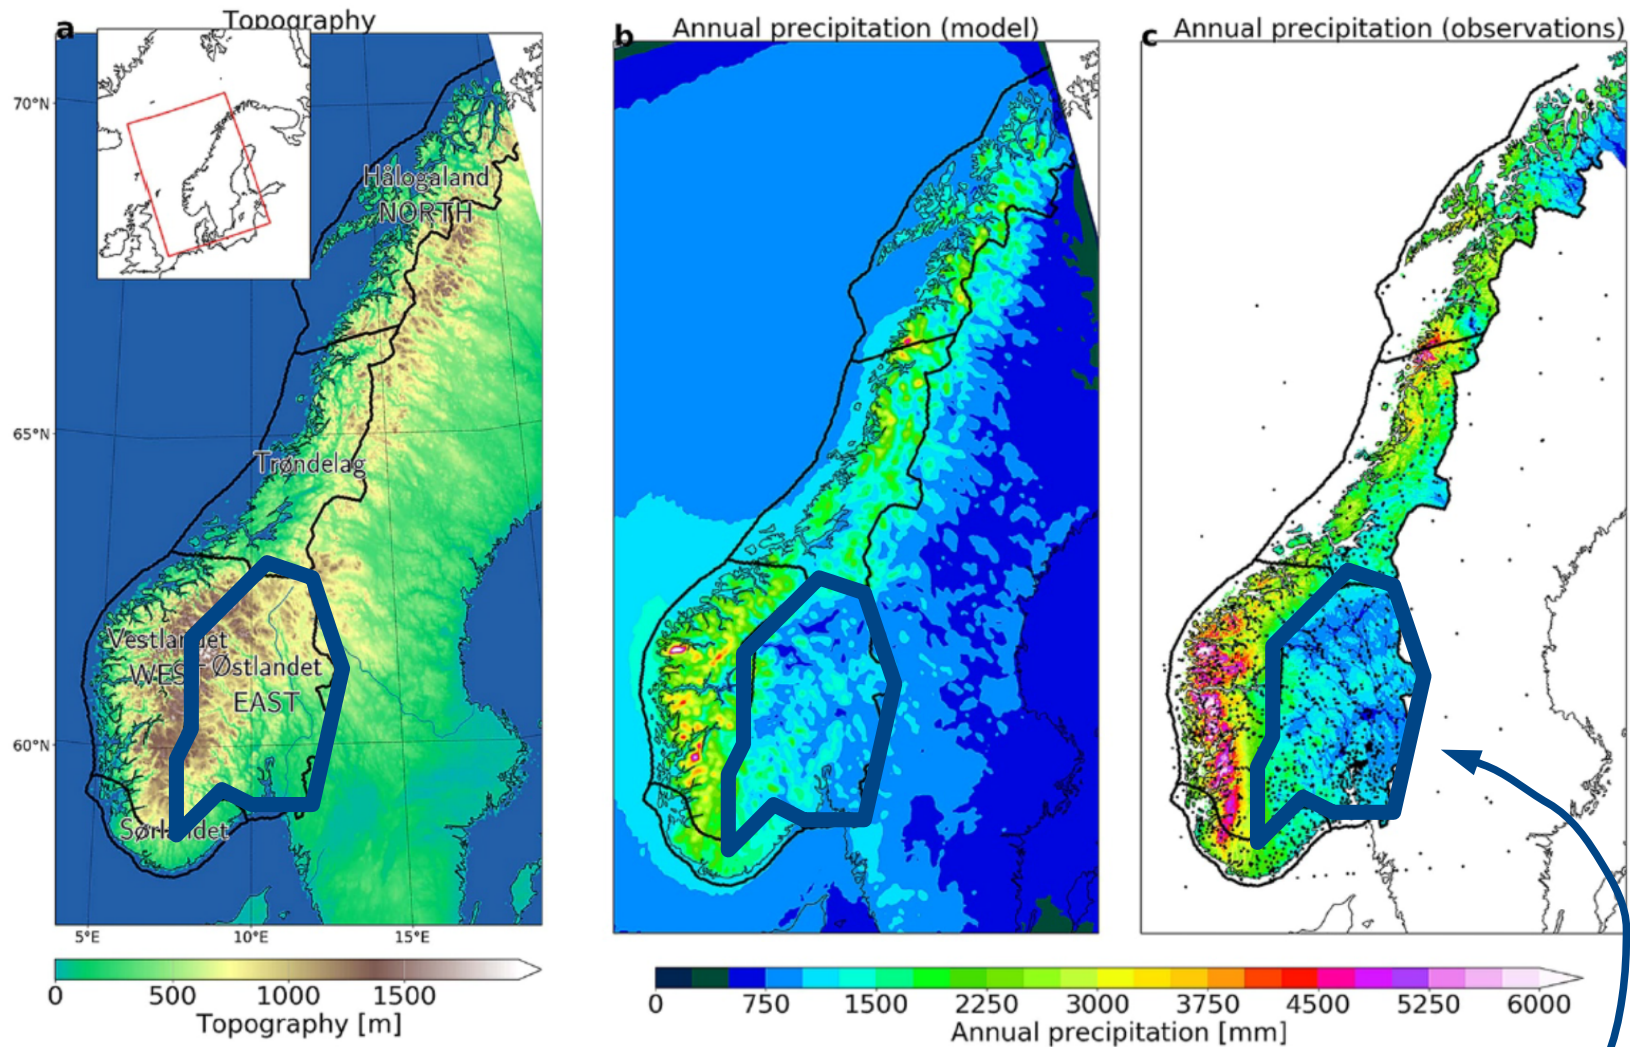 a Topography
b Annual precipitation (model)
c Annual precipitation (observations)
70°N
65°N
60°N
Hålogaland
NORTH
Trøndelag
Vestlandet
WEST
Østlandet
EAST
Sørlandet
5°E 10°E 15°E
0 500 1000 1500
Topography [m]
0 750 1500 2250 3000 3750 4500 5250 6000
Annual precipitation [mm]